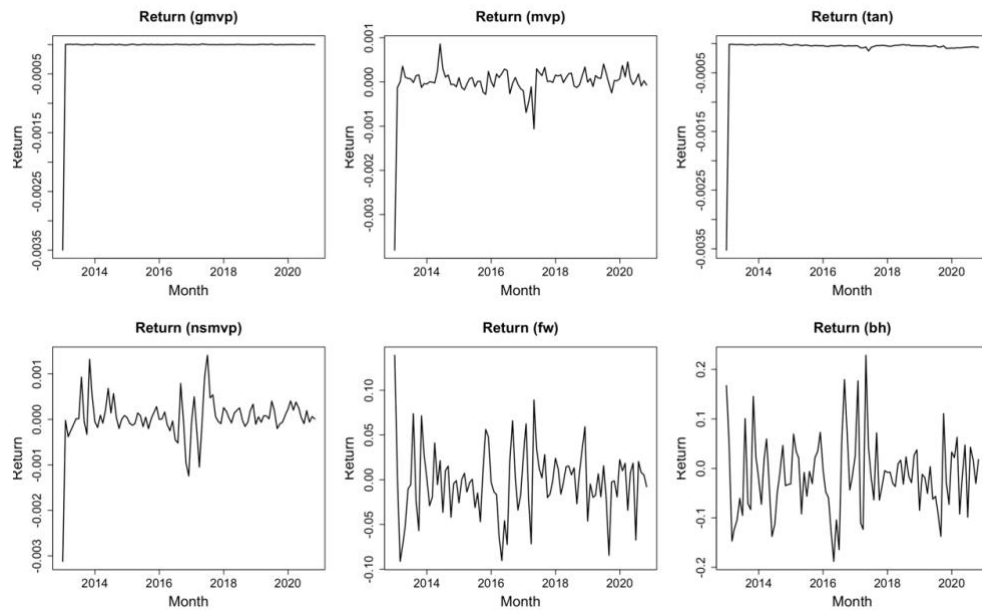 Return (gmvp)
Return
-0.0005
-0.0015
-0.0025
-0.0035
2014 2016 2018 2020
Month
Return (mvp)
Return
0.001
0.000
-0.001
-0.002
-0.003
2014 2016 2018 2020
Month
Return (tan)
Return
-0.0005
-0.0015
-0.0025
-0.0035
2014 2016 2018 2020
Month
Return (nsmvp)
Return
0.001
0.000
-0.001
-0.002
-0.003
2014 2016 2018 2020
Month
Return (fw)
Return
0.10
0.05
0.00
-0.05
-0.10
2014 2016 2018 2020
Month
Return (bh)
Return
0.2
0.1
0.0
-0.1
-0.2
2014 2016 2018 2020
Month